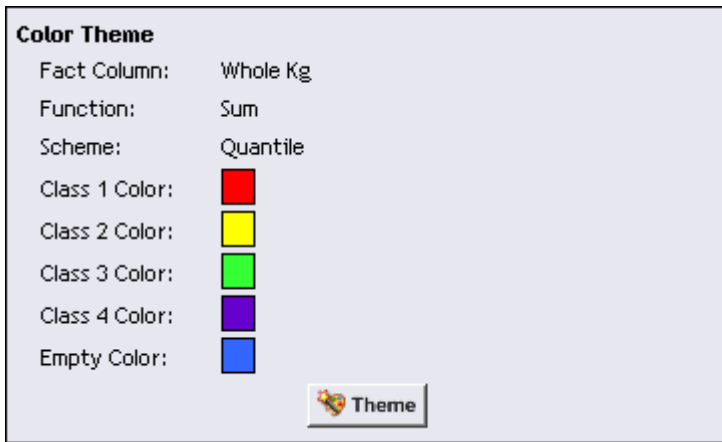 Color Theme
Fact Column: Whole Kg
Function: Sum
Scheme: Quantile
Class 1 Color:
Class 2 Color:
Class 3 Color:
Class 4 Color:
Empty Color:
Theme